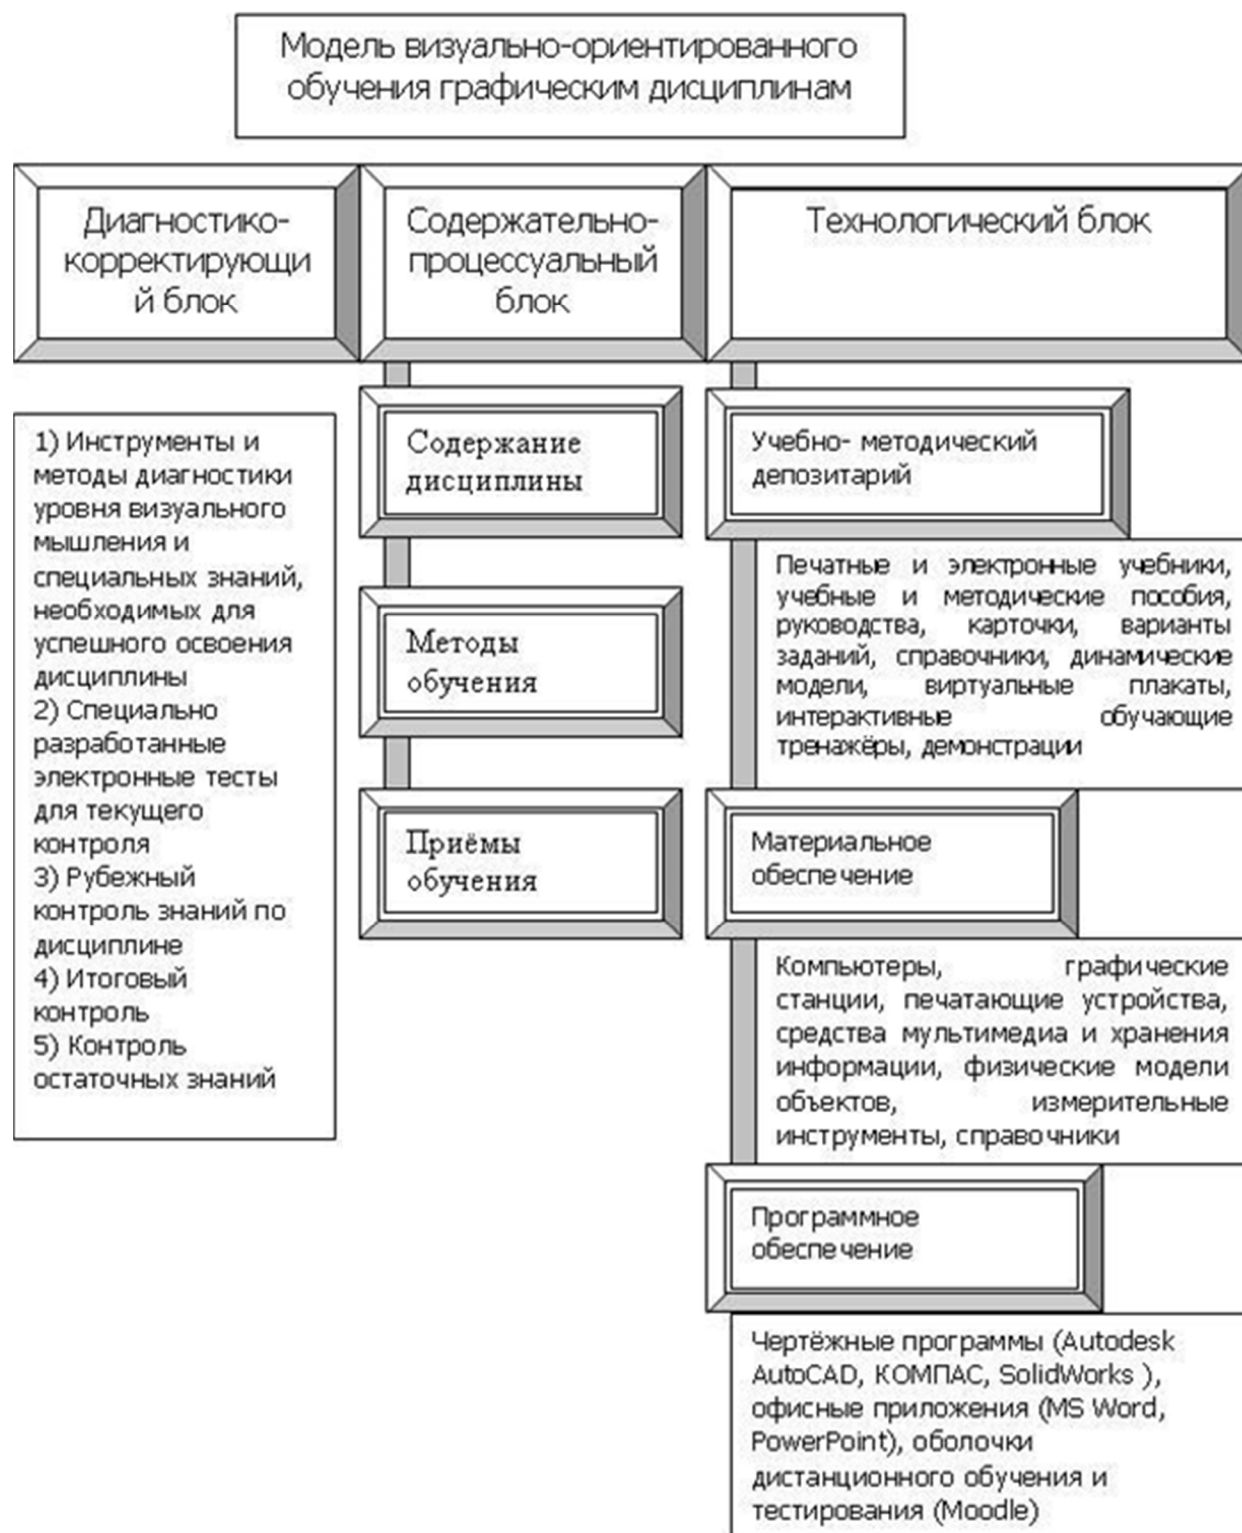 Модель визуально-ориентированного
обучения графическим дисциплинам
Диагностико-
корректирующи
й блок
Содержательно-
процессуальный
блок
Технологический блок
1) Инструменты и
методы диагностики
уровня визуального
мышления и
специальных знаний,
необходимых для
успешного освоения
дисциплины
2) Специально
разработанные
электронные тесты
для текущего
контроля
3) Рубежный
контроль знаний по
дисциплине
4) Итоговый
контроль
5) Контроль
остаточных знаний
Содержание
дисциплины
Методы
обучения
Приёмы
обучения
Учебно- методический
депозитарий
Печатные и электронные учебники,
учебные и методические пособия,
руководства, карточки, варианты
заданий, справочники, динамические
модели, виртуальные плакаты,
интерактивные обучающие
тренажёры, демонстрации
Материальное
обеспечение
Компьютеры, графические
станции, печатающие устройства,
средства мультимедиа и хранения
информации, физические модели
объектов, измерительные
инструменты, справочники
Программное
обеспечение
Чертёжные программы (Autodesk
AutoCAD, КОМПАС, SolidWorks ),
офисные приложения (MS Word,
PowerPoint), оболочки
дистанционного обучения и
тестирования (Moodle)